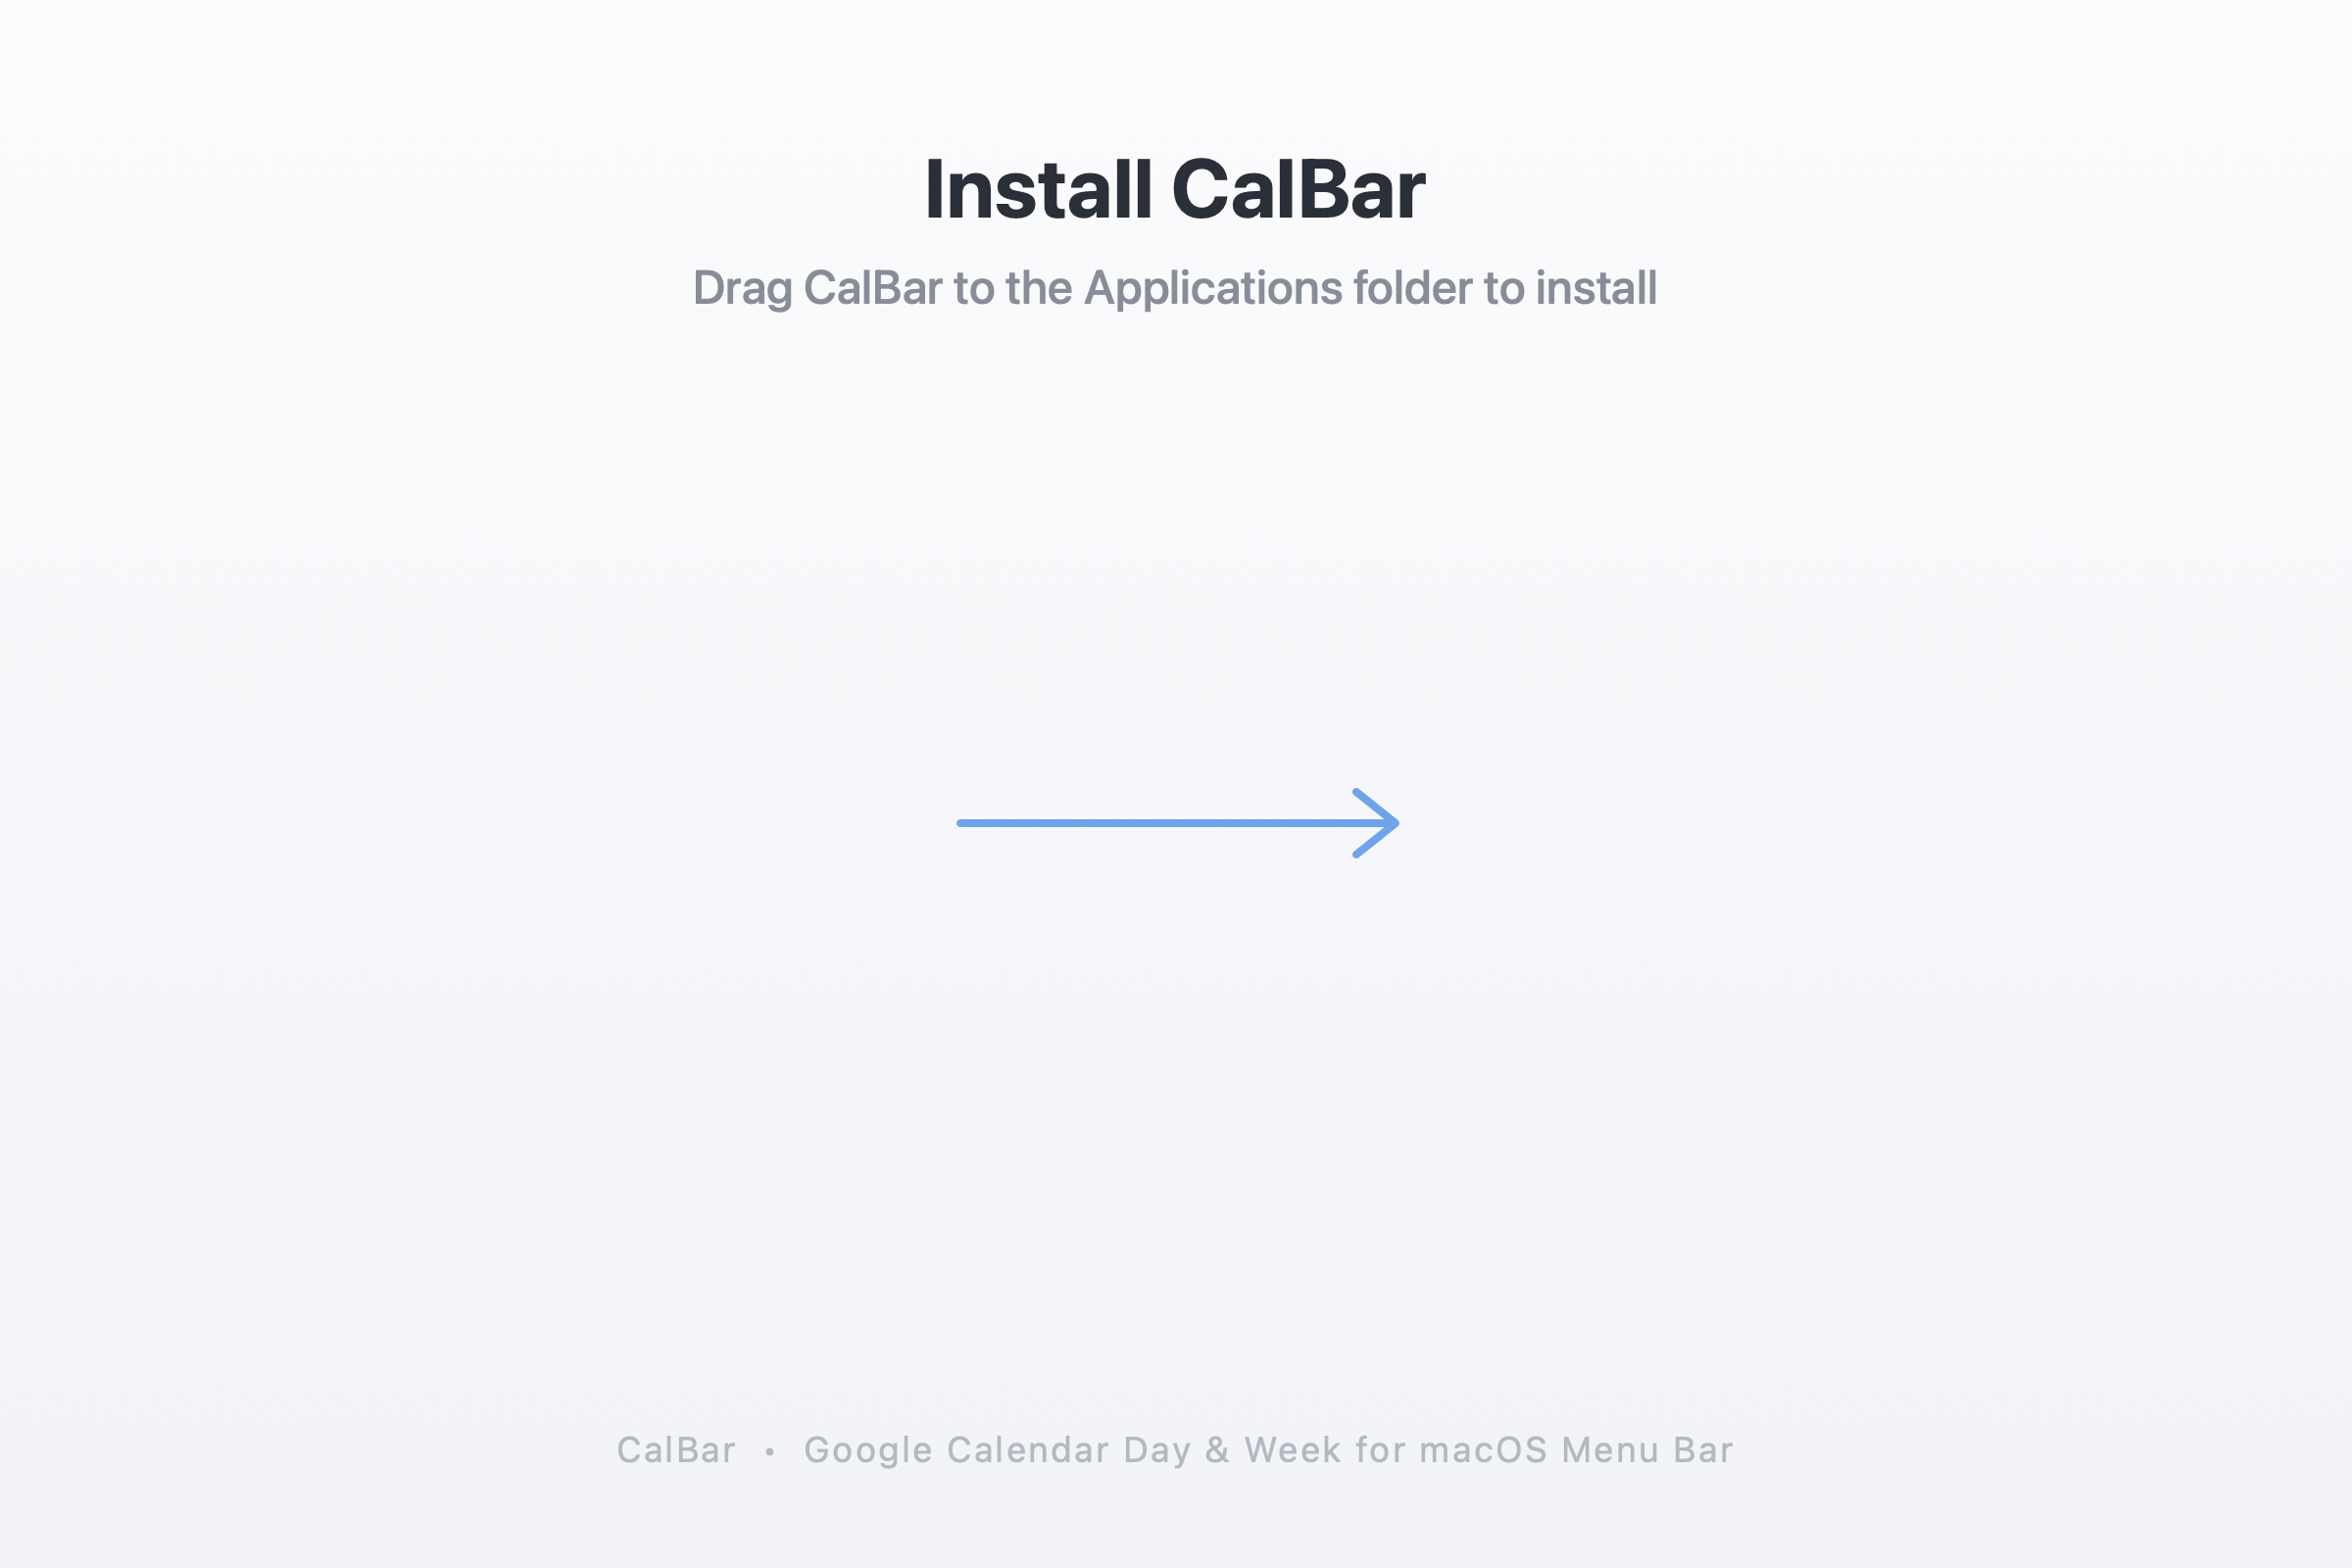 Install CalBar
Drag CalBar to the Applications folder to install
CalBar • Google Calendar Day & Week for macOS Menu Bar